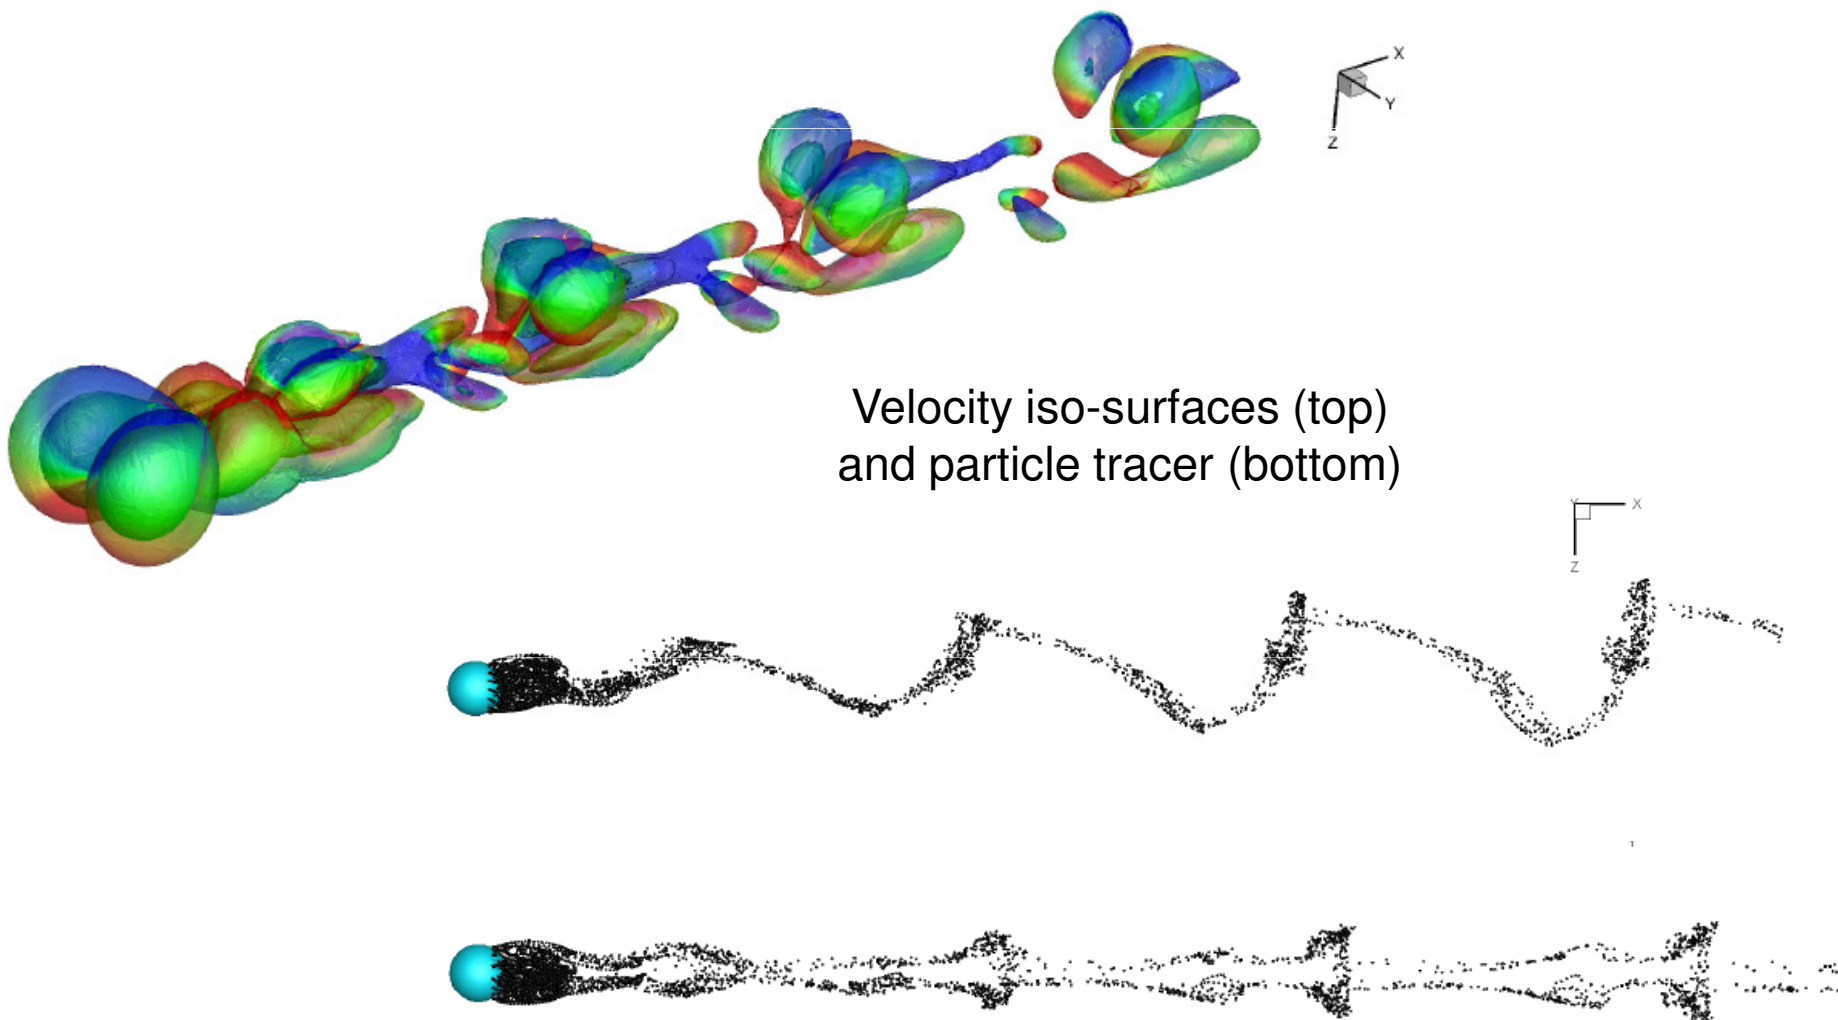 X
Y
Z
Velocity iso-surfaces (top)
and particle tracer (bottom)
X
Z